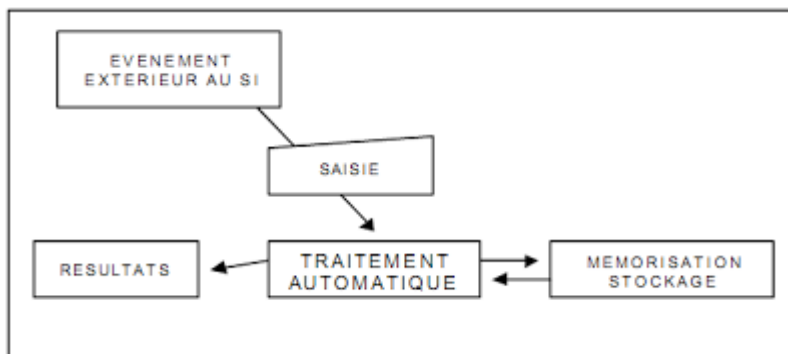 EVENEMENT
EXTERIEUR AU SI
SAISIE
RESULTATS
TRAITEMENT
AUTOMATIQUE
MEMORISATION
STOCKAGE